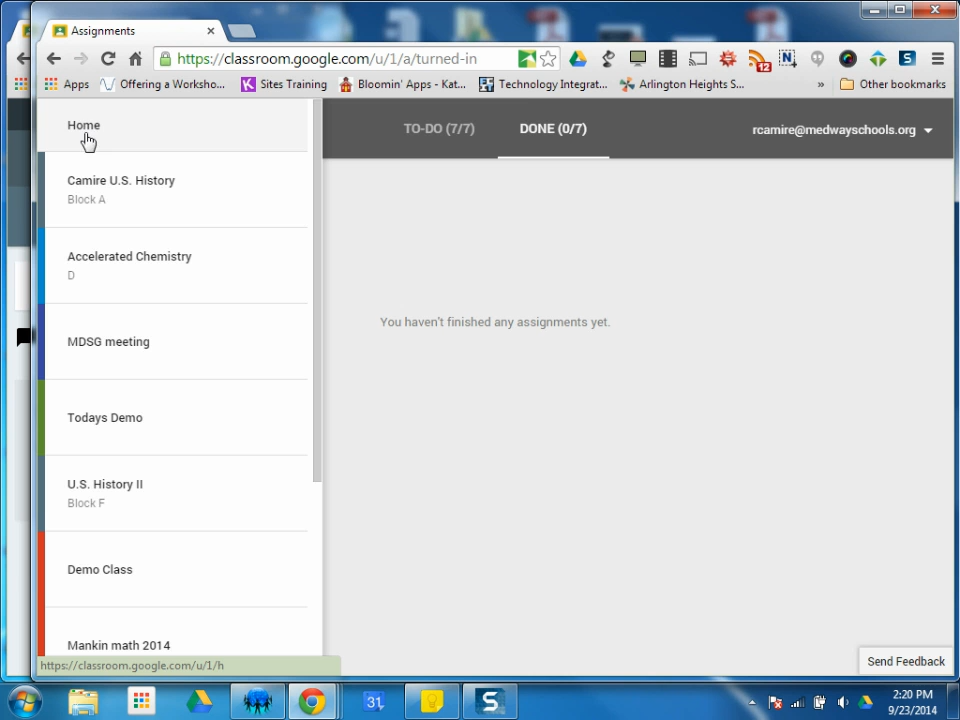 Assignments
https://classroom.google.com/u/1/a/turned-in
Apps
Offering a Worksho...
Sites Training
Bloomin' Apps - Kat...
Technology Integrat...
Arlington Heights S...
»
Other bookmarks
12
Home
TO-DO (7/7)
DONE (0/7)
rcamire@medwayschools.org
Camire U.S. History
Block A
Accelerated Chemistry
D
You haven't finished any assignments yet.
MDSG meeting
Todays Demo
U.S. History II
Block F
Demo Class
Mankin math 2014
https://classroom.google.com/u/1/h
Send Feedback
31
2:20 PM
9/23/2014